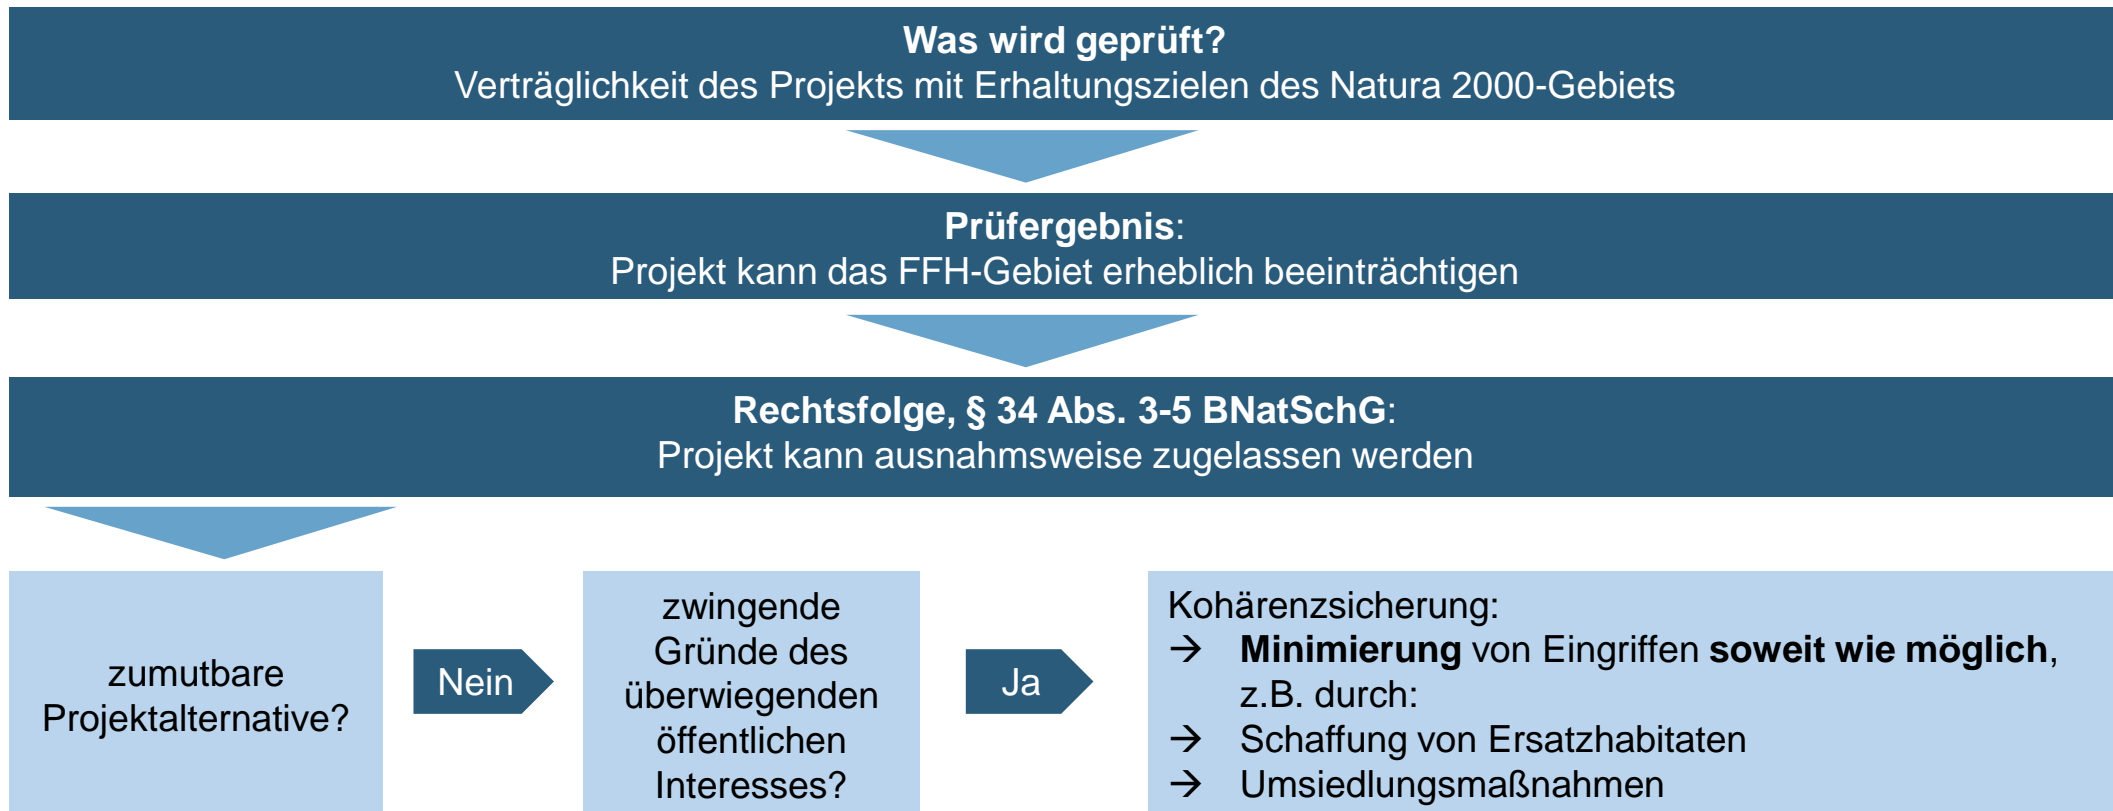 Was wird geprüft?
Verträglichkeit des Projekts mit Erhaltungszielen des Natura 2000-Gebiets
Prüfergebnis:
Projekt kann das FFH-Gebiet erheblich beeinträchtigen
Rechtsfolge, § 34 Abs. 3-5 BNatSchG:
Projekt kann ausnahmsweise zugelassen werden
zumutbare
Projektalternative?
Nein
zwingende
Gründe des
überwiegenden
öffentlichen
Interesses?
Ja
Kohärenzsicherung:
→ Minimierung von Eingriffen soweit wie möglich,
z.B. durch:
→ Schaffung von Ersatzhabitaten
→ Umsiedlungsmaßnahmen